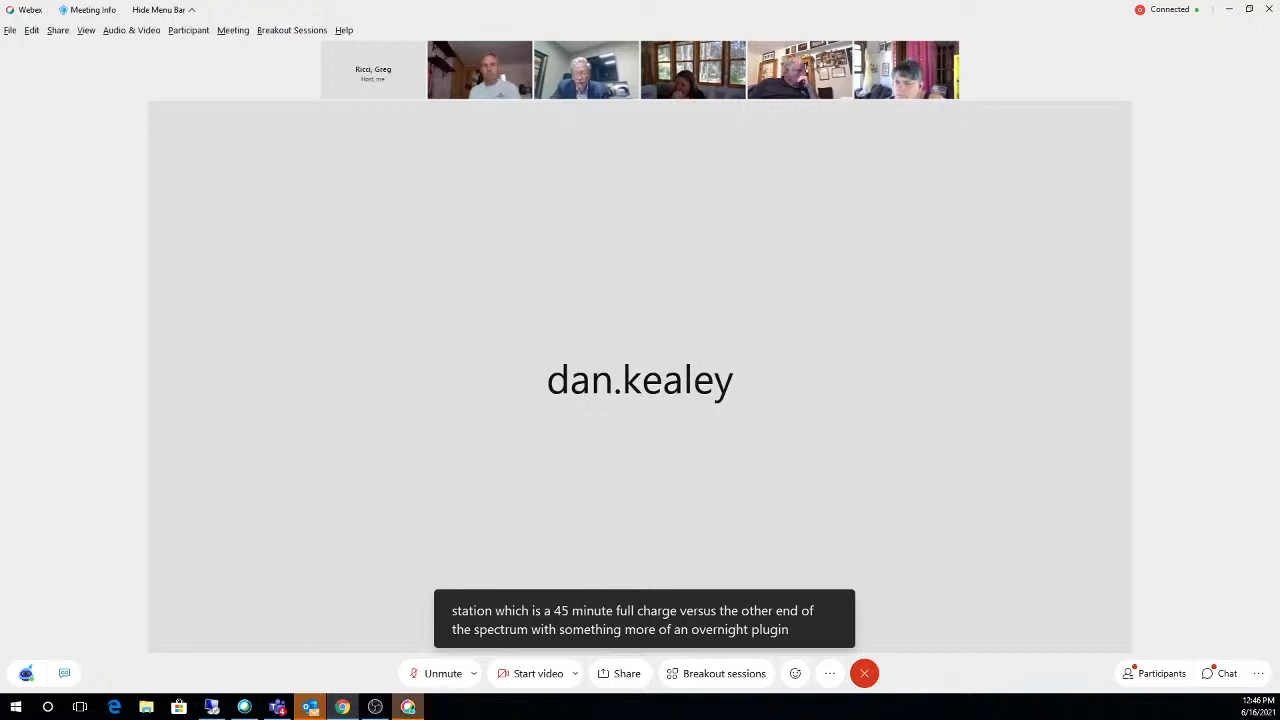 Webex Meeting Info Hide Menu Bar Connected
File Edit Share View Audio & Video Participant Meeting Breakout Sessions Help
Ricci, Greg
Host, me
dan.kealey
station which is a 45 minute full charge versus the other end of
the spectrum with something more of an overnight plugin
Unmute Start video Share Breakout sessions Participants Chat
12:46 PM
6/16/2021